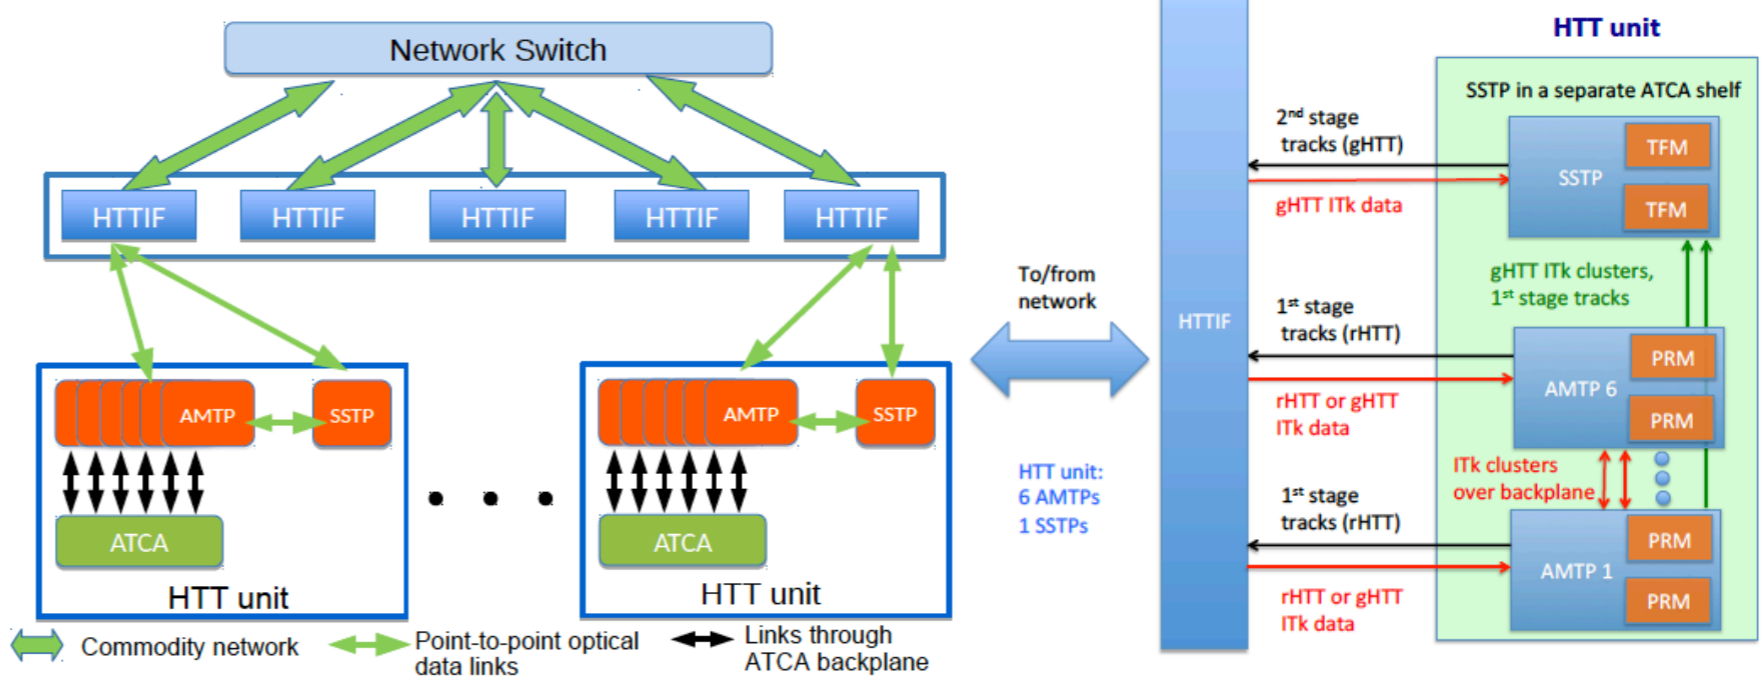 Network Switch
HTTIF
HTTIF
HTTIF
HTTIF
HTTIF
AMTP
SSTP
ATCA
HTT unit
AMTP
SSTP
ATCA
HTT unit
Commodity network
Point-to-point optical
data links
Links through
ATCA backplane
To/from
network
HTT unit:
6 AMTPs
1 SSTPs
HTTIF
HTT unit
SSTP in a separate ATCA shelf
2nd stage
tracks (gHTT)
gHTT ITk data
SSTP
TFM
TFM
gHTT ITk clusters,
1st stage tracks
1st stage
tracks (rHTT)
rHTT or gHTT
ITk data
AMTP 6
PRM
PRM
ITk clusters
over backplane
1st stage
tracks (rHTT)
rHTT or gHTT
ITk data
AMTP 1
PRM
PRM